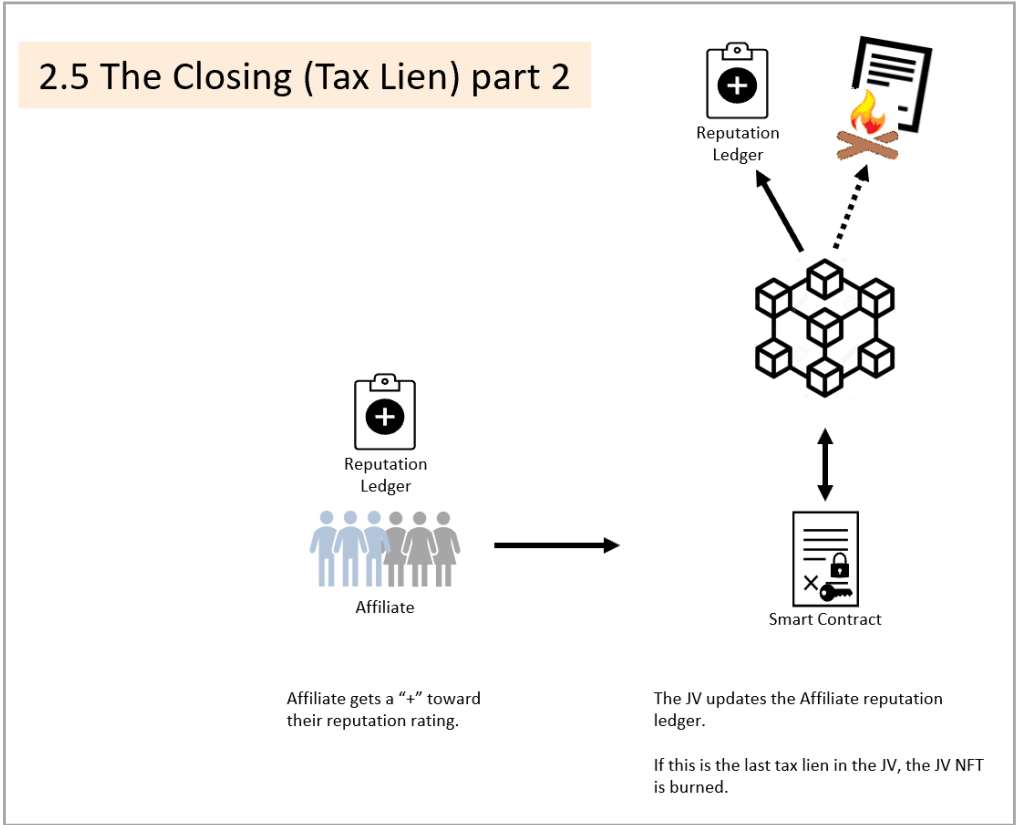 2.5 The Closing (Tax Lien) part 2
Reputation
Ledger
Reputation
Ledger
Affiliate
Smart Contract
Affiliate gets a “+” toward
their reputation rating.
The JV updates the Affiliate reputation
ledger.
If this is the last tax lien in the JV, the JV NFT
is burned.